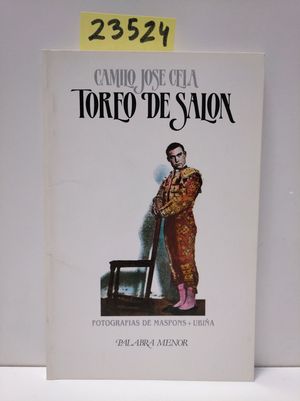 23524
CAMILO JOSE CELA
TOREO DE SALON
FOTOGRAFIAS DE MASPONS + UBIÑA
PALABRA MENOR